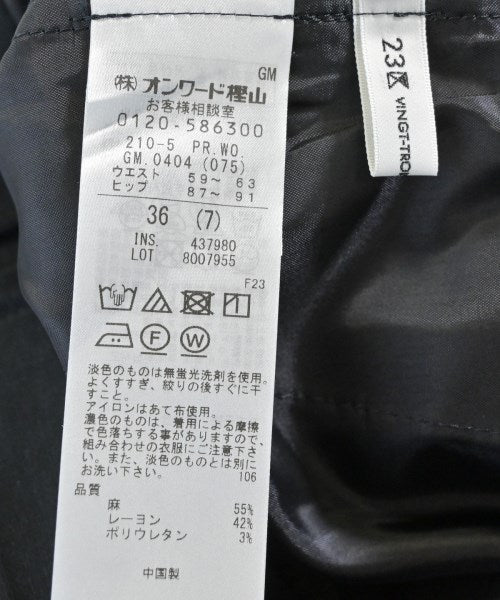 GM
(株)オンワード樫山
お客様相談室
0120-586300
210-5 PR.WO.
GM.0404 (075)
ウエスト 59～ 63
ヒップ 87～ 91
36 (7)
INS. 437980
LOT 8007955
F23
F W
淡色のものは無蛍光洗剤を使用。
よくすすぎ、絞りの後すぐに干
すこと。
アイロンはあて布使用。
濃色のものは、着用による摩擦
で色落ちする事がありますので、
組み合わせの衣服にご注意下さ
い。また、淡色のものとは別に
お洗い下さい。 106
品質
麻 55%
レーヨン 42%
ポリウレタン 3%
中国製
23区 VINGT-TROI